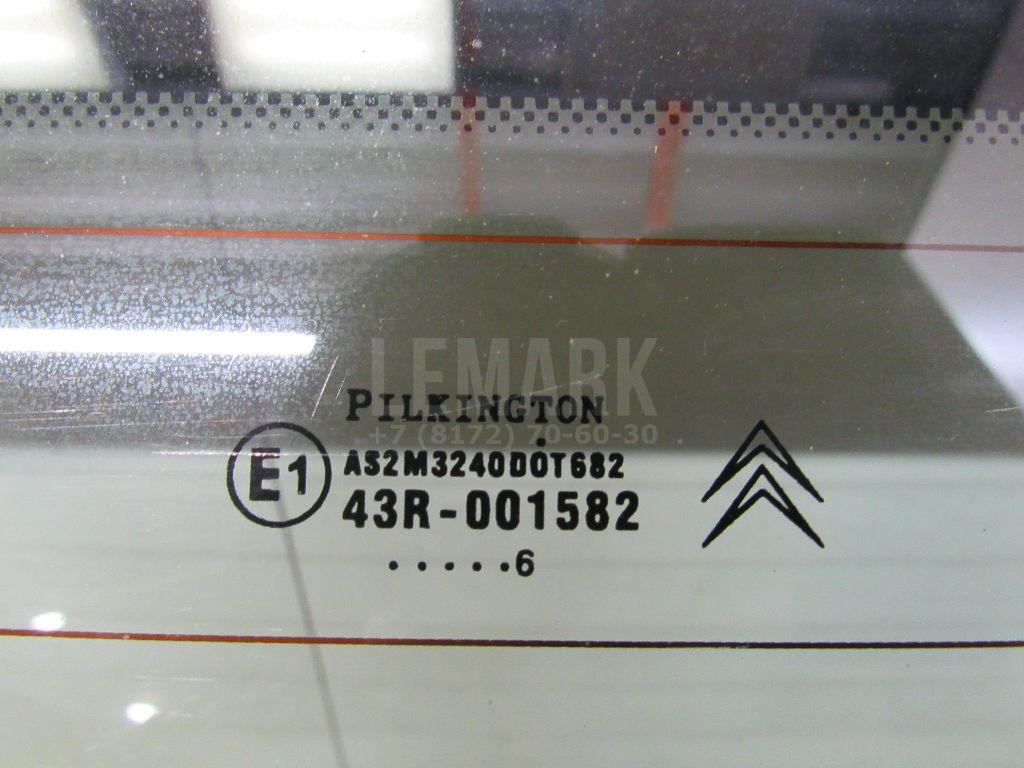 LEMARK
PILKINGTON
+7 (8172) 70-60-30
E1
AS2M3240DOT682
43R-001582
.....6